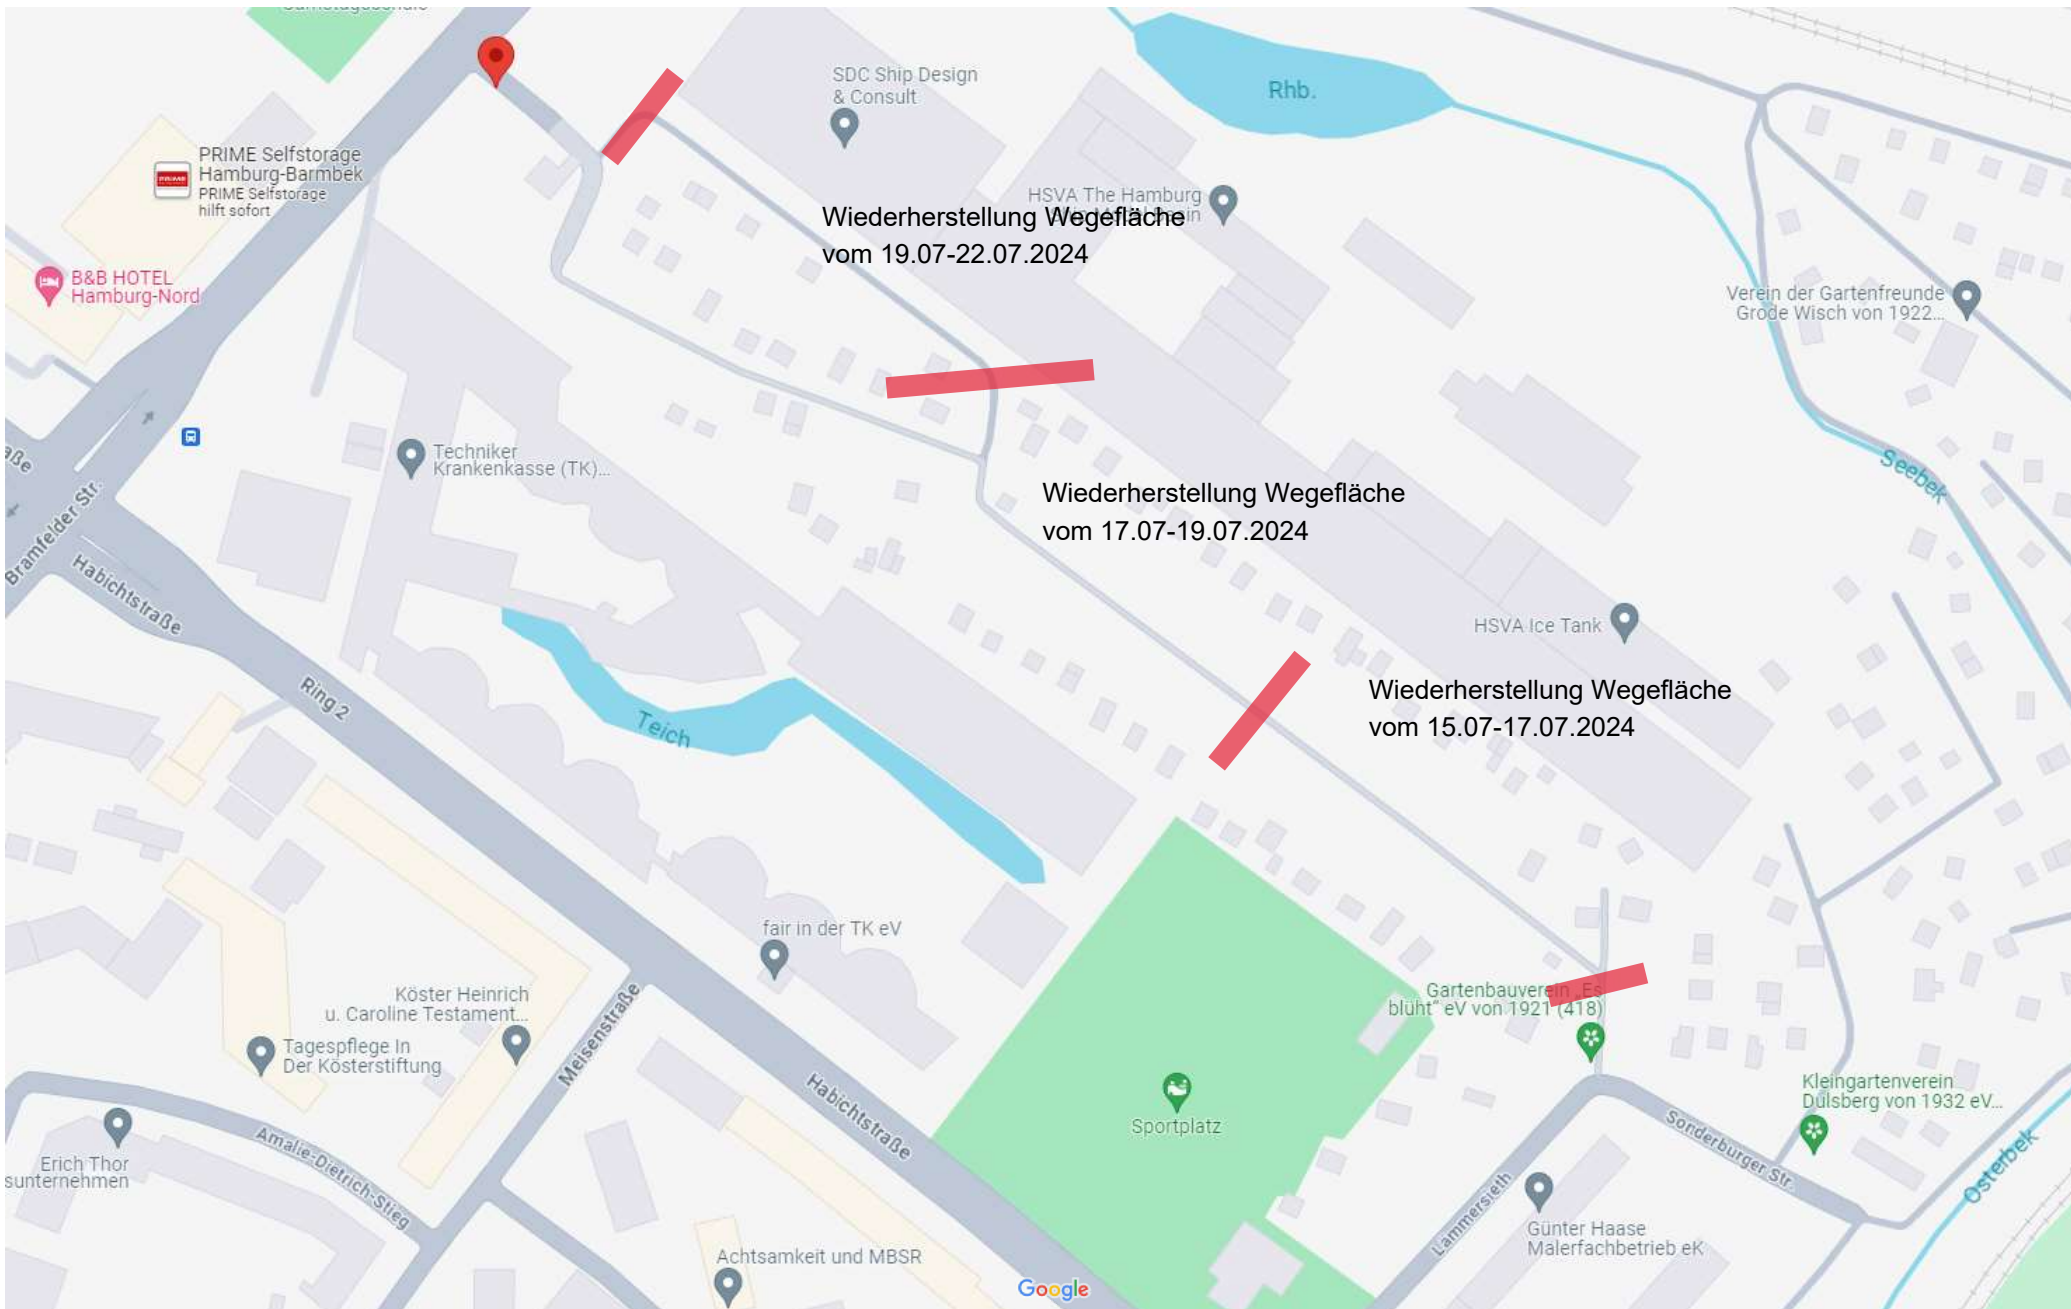 SDC Ship Design
& Consult
Rhb.
PRIME Selfstorage
Hamburg-Barmbek
PRIME Selfstorage
hilft sofort
HSVA The Hamburg
Wiederherstellung Wegefläche
vom 19.07-22.07.2024
B&B HOTEL
Hamburg-Nord
Verein der Gartenfreunde
Grode Wisch von 1922...
Techniker
Krankenkasse (TK)...
Seebek
Wiederherstellung Wegefläche
vom 17.07-19.07.2024
Bramfelder Str.
Habichtstraße
HSVA Ice Tank
Ring 2
Teich
Wiederherstellung Wegefläche
vom 15.07-17.07.2024
fair in der TK eV
Köster Heinrich
u. Caroline Testament...
Tagespflege In
Der Kösterstiftung
Meisenstraße
Gartenbauverein „Es
blüht“ eV von 1921 (418)
Habichtstraße
Sportplatz
Kleingartenverein
Dulsberg von 1932 eV...
Sonderburger Str.
Osterbek
Amalie-Dietrich-Stieg
Erich Thor
sunternehmen
Lämmersieth
Günter Haase
Malerfachbetrieb eK
Achtsamkeit und MBSR
Google